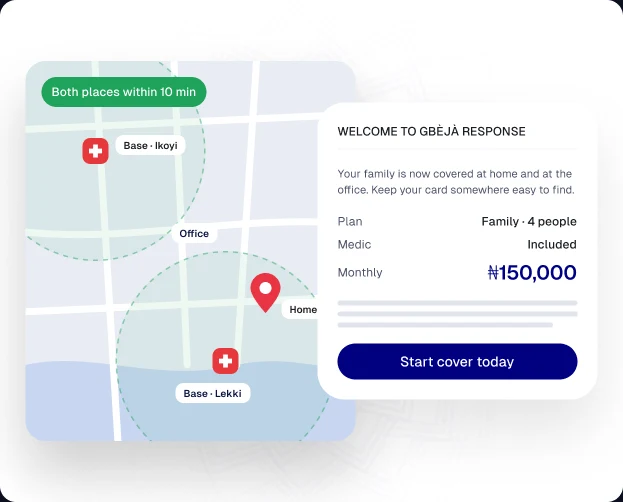 Both places within 10 min
Base · Ikoyi
Office
Home
Base · Lekki
WELCOME TO GBÈJÀ RESPONSE
Your family is now covered at home and at the
office. Keep your card somewhere easy to find.
Plan Family · 4 people
Medic Included
Monthly ₦150,000
Start cover today